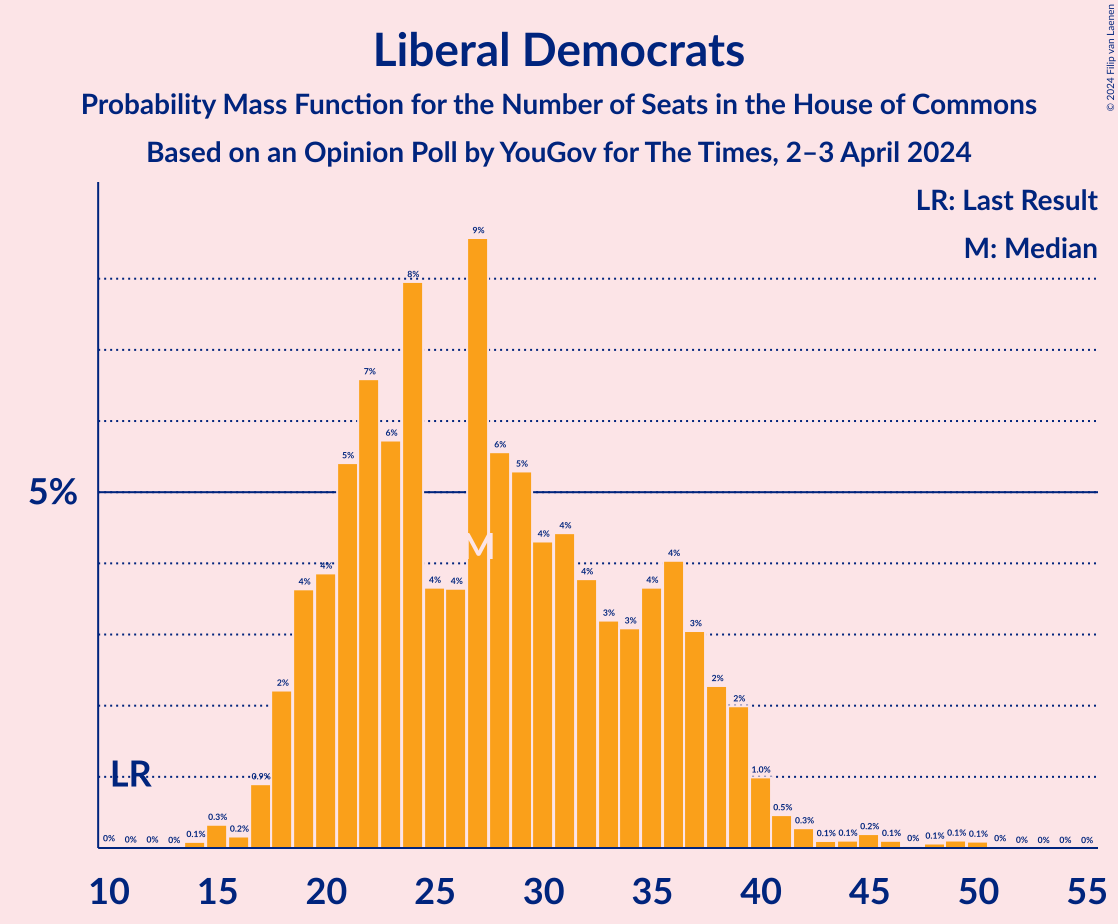 Liberal Democrats
Probability Mass Function for the Number of Seats in the House of Commons
Based on an Opinion Poll by YouGov for The Times, 2–3 April 2024
© 2024 Filip van Laenen
LR: Last Result
M: Median
5%
LR
M
0% 0% 0% 0% 0.1% 0.3% 0.2% 0.9% 2% 4% 4% 5% 7% 6% 8% 4% 4% 9% 6% 5% 4% 4% 4% 3% 3% 4% 4% 3% 2% 2% 1.0% 0.5% 0.3% 0.1% 0.1% 0.2% 0.1% 0% 0.1% 0.1% 0.1% 0% 0% 0% 0% 0%
10 15 20 25 30 35 40 45 50 55